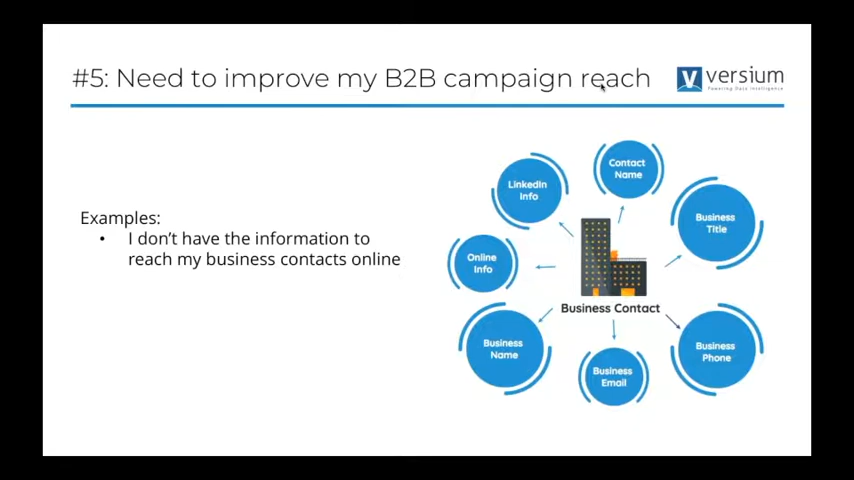 #5: Need to improve my B2B campaign reach
versium
Powering Data Intelligence
Examples:
• I don't have the information to
reach my business contacts online
Contact
Name
LinkedIn
Info
Business
Title
Online
Info
Business Contact
Business
Name
Business
Phone
Business
Email